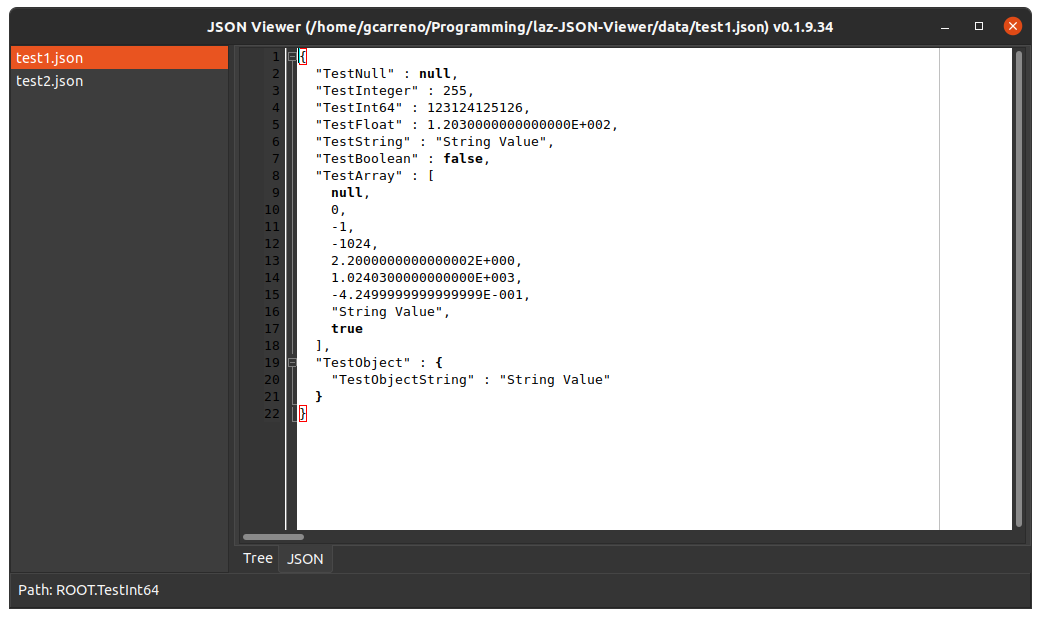 JSON Viewer (/home/gcarreno/Programming/laz-JSON-Viewer/data/test1.json) v0.1.9.34
test1.json
test2.json
1 {
2 "TestNull" : null,
3 "TestInteger" : 255,
4 "TestInt64" : 123124125126,
5 "TestFloat" : 1.2030000000000000E+002,
6 "TestString" : "String Value",
7 "TestBoolean" : false,
8 "TestArray" : [
9 null,
10 0,
11 -1,
12 -1024,
13 2.2000000000000002E+000,
14 1.0240300000000000E+003,
15 -4.2499999999999999E-001,
16 "String Value",
17 true
18 ],
19 "TestObject" : {
20 "TestObjectString" : "String Value"
21 }
22 }
Tree JSON
Path: ROOT.TestInt64